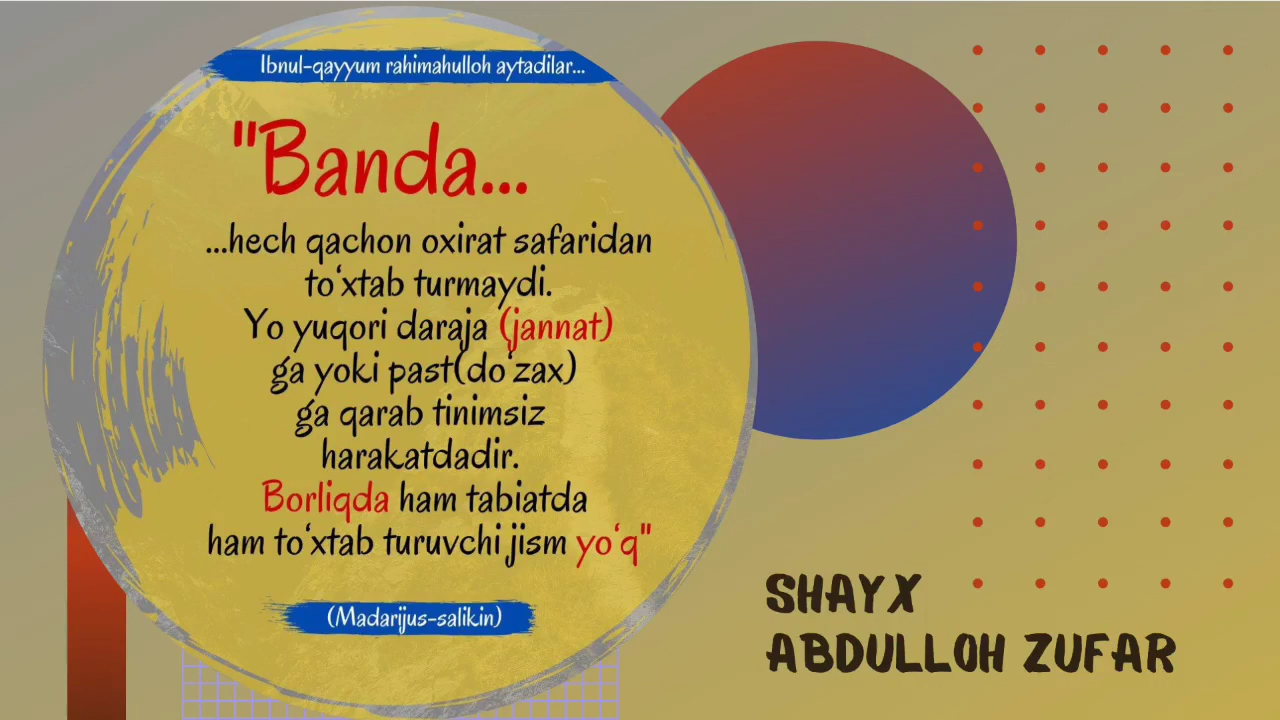 Ibnul-qayyum rahimahulloh aytadilar...
"Banda...
...hech qachon oxirat safaridan
to‘xtab turmaydi.
Yo yuqori daraja (jannat)
ga yoki past(do‘zax)
ga qarab tinimsiz
harakatdadir.
Borliqda ham tabiatda
ham to‘xtab turuvchi jism yo‘q"
(Madarijus-salikin)
SHAYX
ABDULLOH ZUFAR